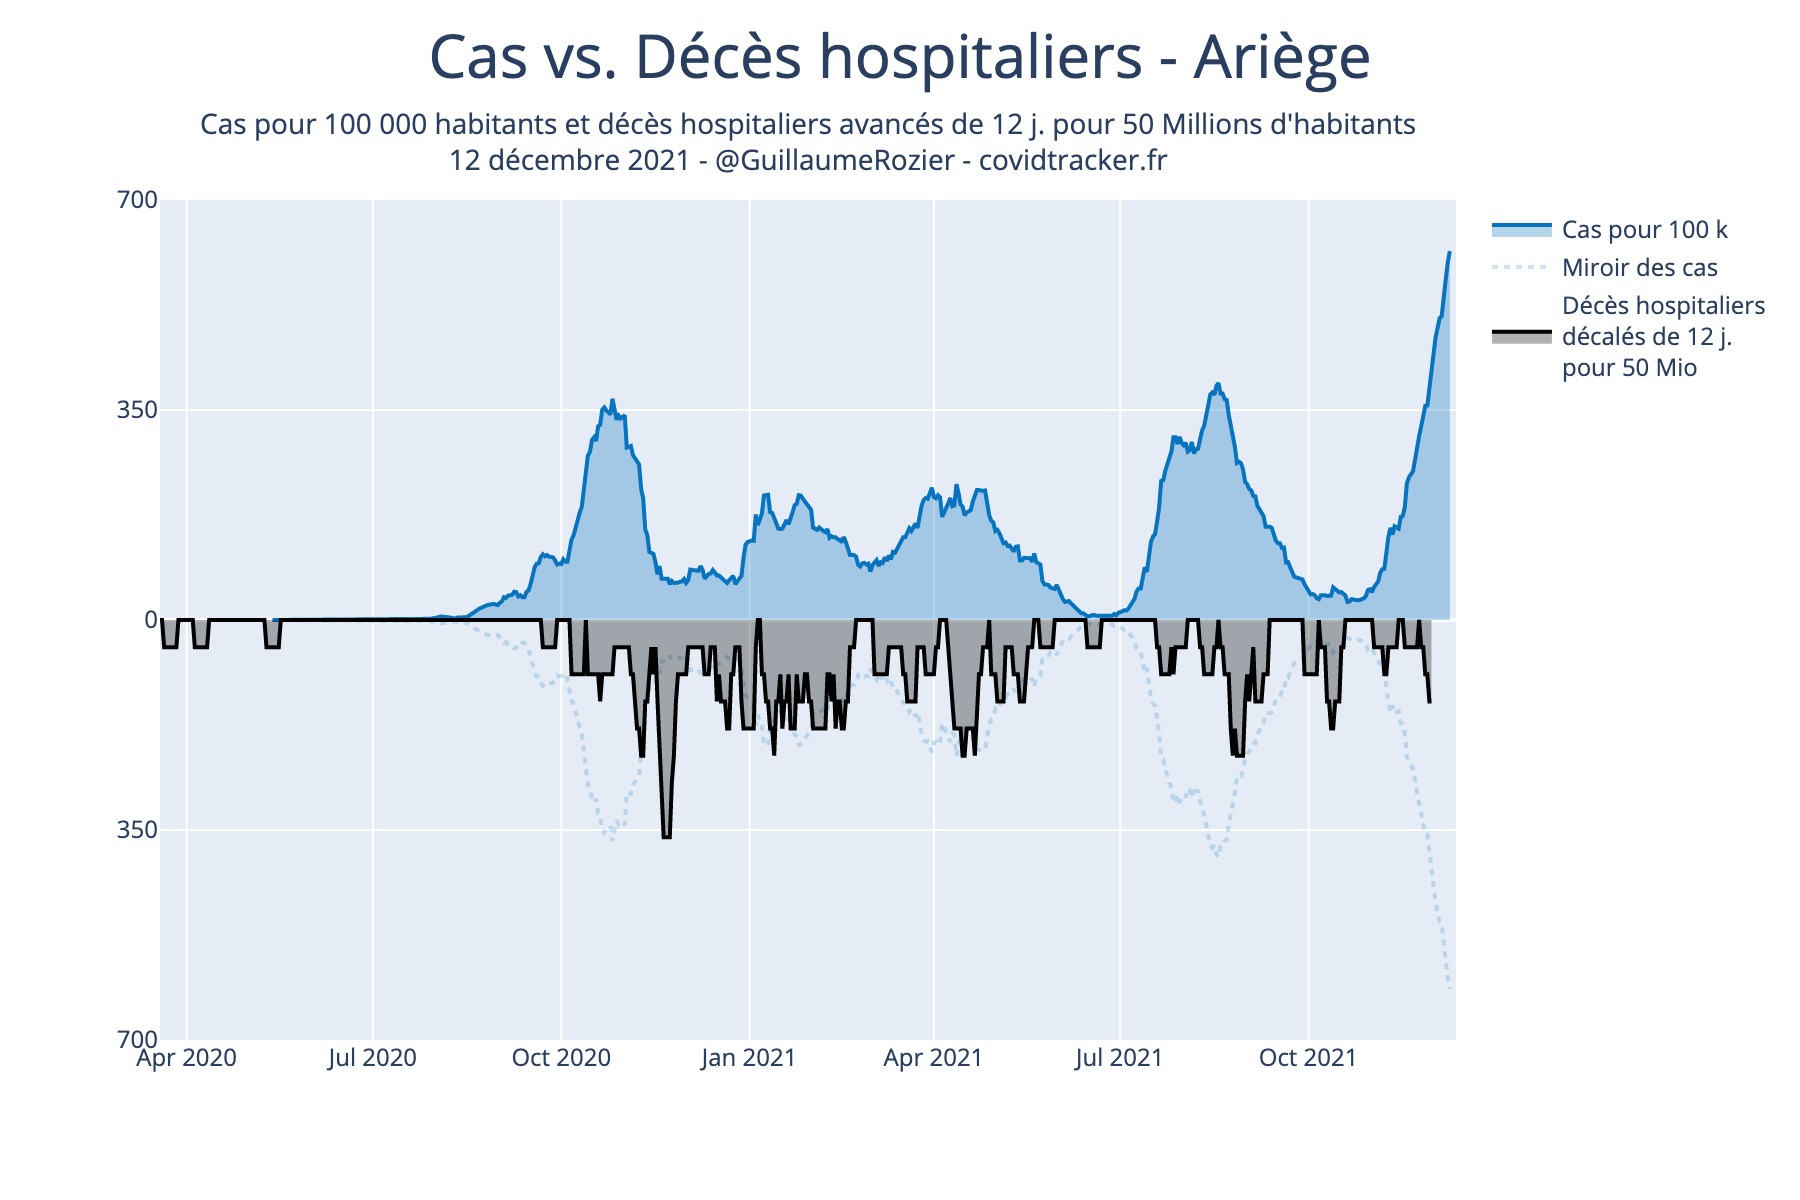 Cas vs. Décès hospitaliers - Ariège
Cas pour 100 000 habitants et décès hospitaliers avancés de 12 j. pour 50 Millions d'habitants
12 décembre 2021 - @GuillaumeRozier - covidtracker.fr
700
350
0
350
700
Apr 2020
Jul 2020
Oct 2020
Jan 2021
Apr 2021
Jul 2021
Oct 2021
Cas pour 100 k
Miroir des cas
Décès hospitaliers
décalés de 12 j.
pour 50 Mio